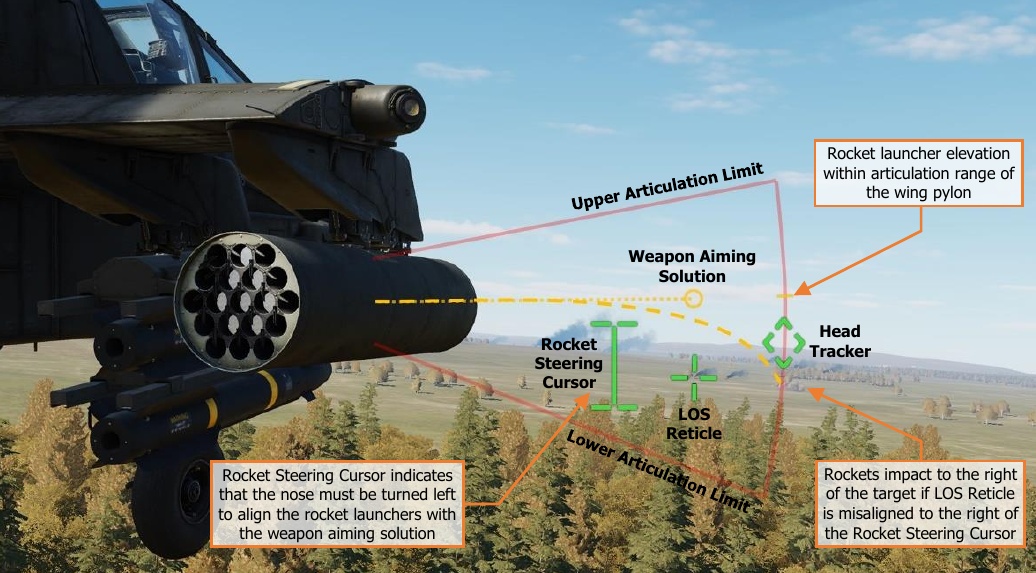 Rocket launcher elevation
within articulation range of
the wing pylon
Upper Articulation Limit
Weapon Aiming
Solution
Head
Tracker
Rocket
Steering
Cursor
LOS
Reticle
Lower Articulation Limit
Rocket Steering Cursor indicates
that the nose must be turned left
to align the rocket launchers with
the weapon aiming solution
Rockets impact to the right
of the target if LOS Reticle
is misaligned to the right of
the Rocket Steering Cursor